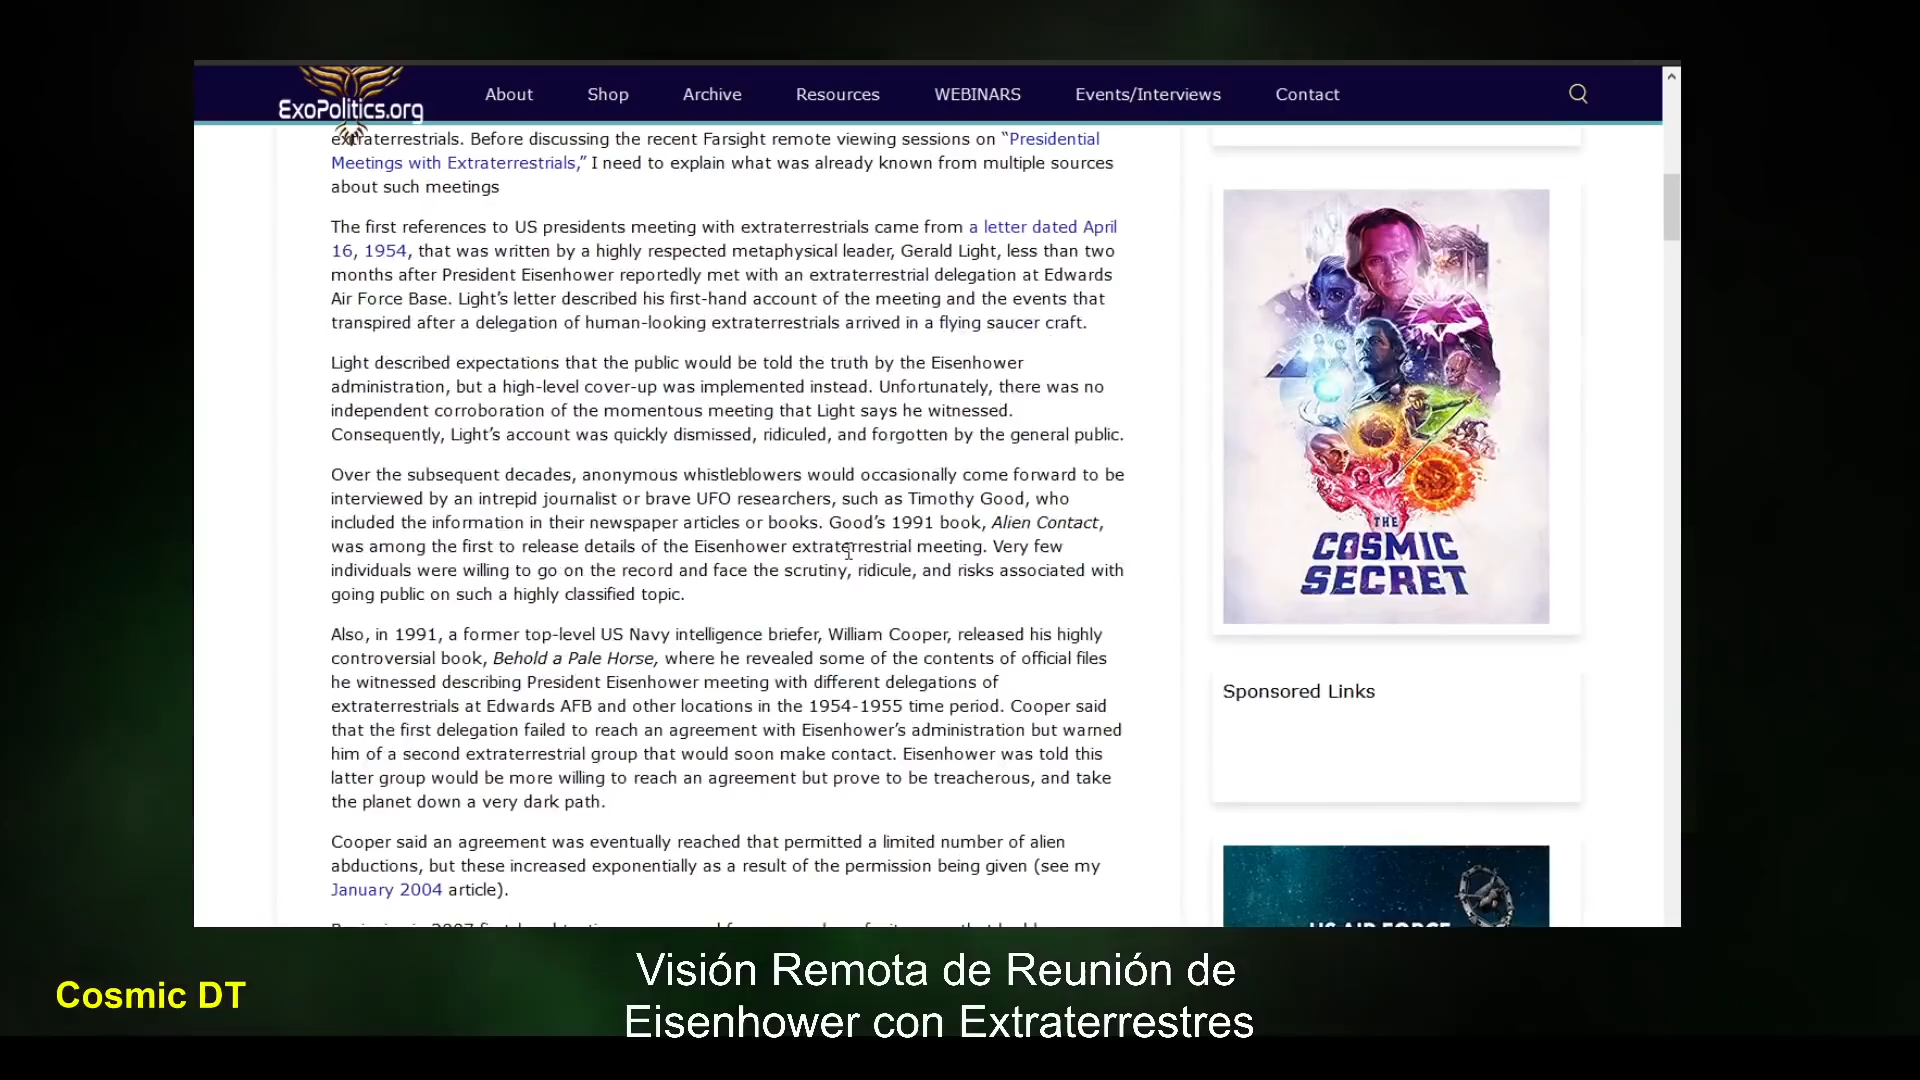 ExoPolitics.org
About
Shop
Archive
Resources
WEBINARS
Events/Interviews
Contact
extraterrestrials. Before discussing the recent Farsight remote viewing sessions on “Presidential
Meetings with Extraterrestrials,” I need to explain what was already known from multiple sources
about such meetings
The first references to US presidents meeting with extraterrestrials came from a letter dated April
16, 1954, that was written by a highly respected metaphysical leader, Gerald Light, less than two
months after President Eisenhower reportedly met with an extraterrestrial delegation at Edwards
Air Force Base. Light’s letter described his first-hand account of the meeting and the events that
transpired after a delegation of human-looking extraterrestrials arrived in a flying saucer craft.
Light described expectations that the public would be told the truth by the Eisenhower
administration, but a high-level cover-up was implemented instead. Unfortunately, there was no
independent corroboration of the momentous meeting that Light says he witnessed.
Consequently, Light’s account was quickly dismissed, ridiculed, and forgotten by the general public.
Over the subsequent decades, anonymous whistleblowers would occasionally come forward to be
interviewed by an intrepid journalist or brave UFO researchers, such as Timothy Good, who
included the information in their newspaper articles or books. Good’s 1991 book, Alien Contact,
was among the first to release details of the Eisenhower extraterrestrial meeting. Very few
individuals were willing to go on the record and face the scrutiny, ridicule, and risks associated with
going public on such a highly classified topic.
Also, in 1991, a former top-level US Navy intelligence briefer, William Cooper, released his highly
controversial book, Behold a Pale Horse, where he revealed some of the contents of official files
he witnessed describing President Eisenhower meeting with different delegations of
extraterrestrials at Edwards AFB and other locations in the 1954-1955 time period. Cooper said
that the first delegation failed to reach an agreement with Eisenhower’s administration but warned
him of a second extraterrestrial group that would soon make contact. Eisenhower was told this
latter group would be more willing to reach an agreement but prove to be treacherous, and take
the planet down a very dark path.
Cooper said an agreement was eventually reached that permitted a limited number of alien
abductions, but these increased exponentially as a result of the permission being given (see my
January 2004 article).
THE
COSMIC
SECRET
Sponsored Links
US AIR FORCE
Visión Remota de Reunión de
Eisenhower con Extraterrestres
Cosmic DT